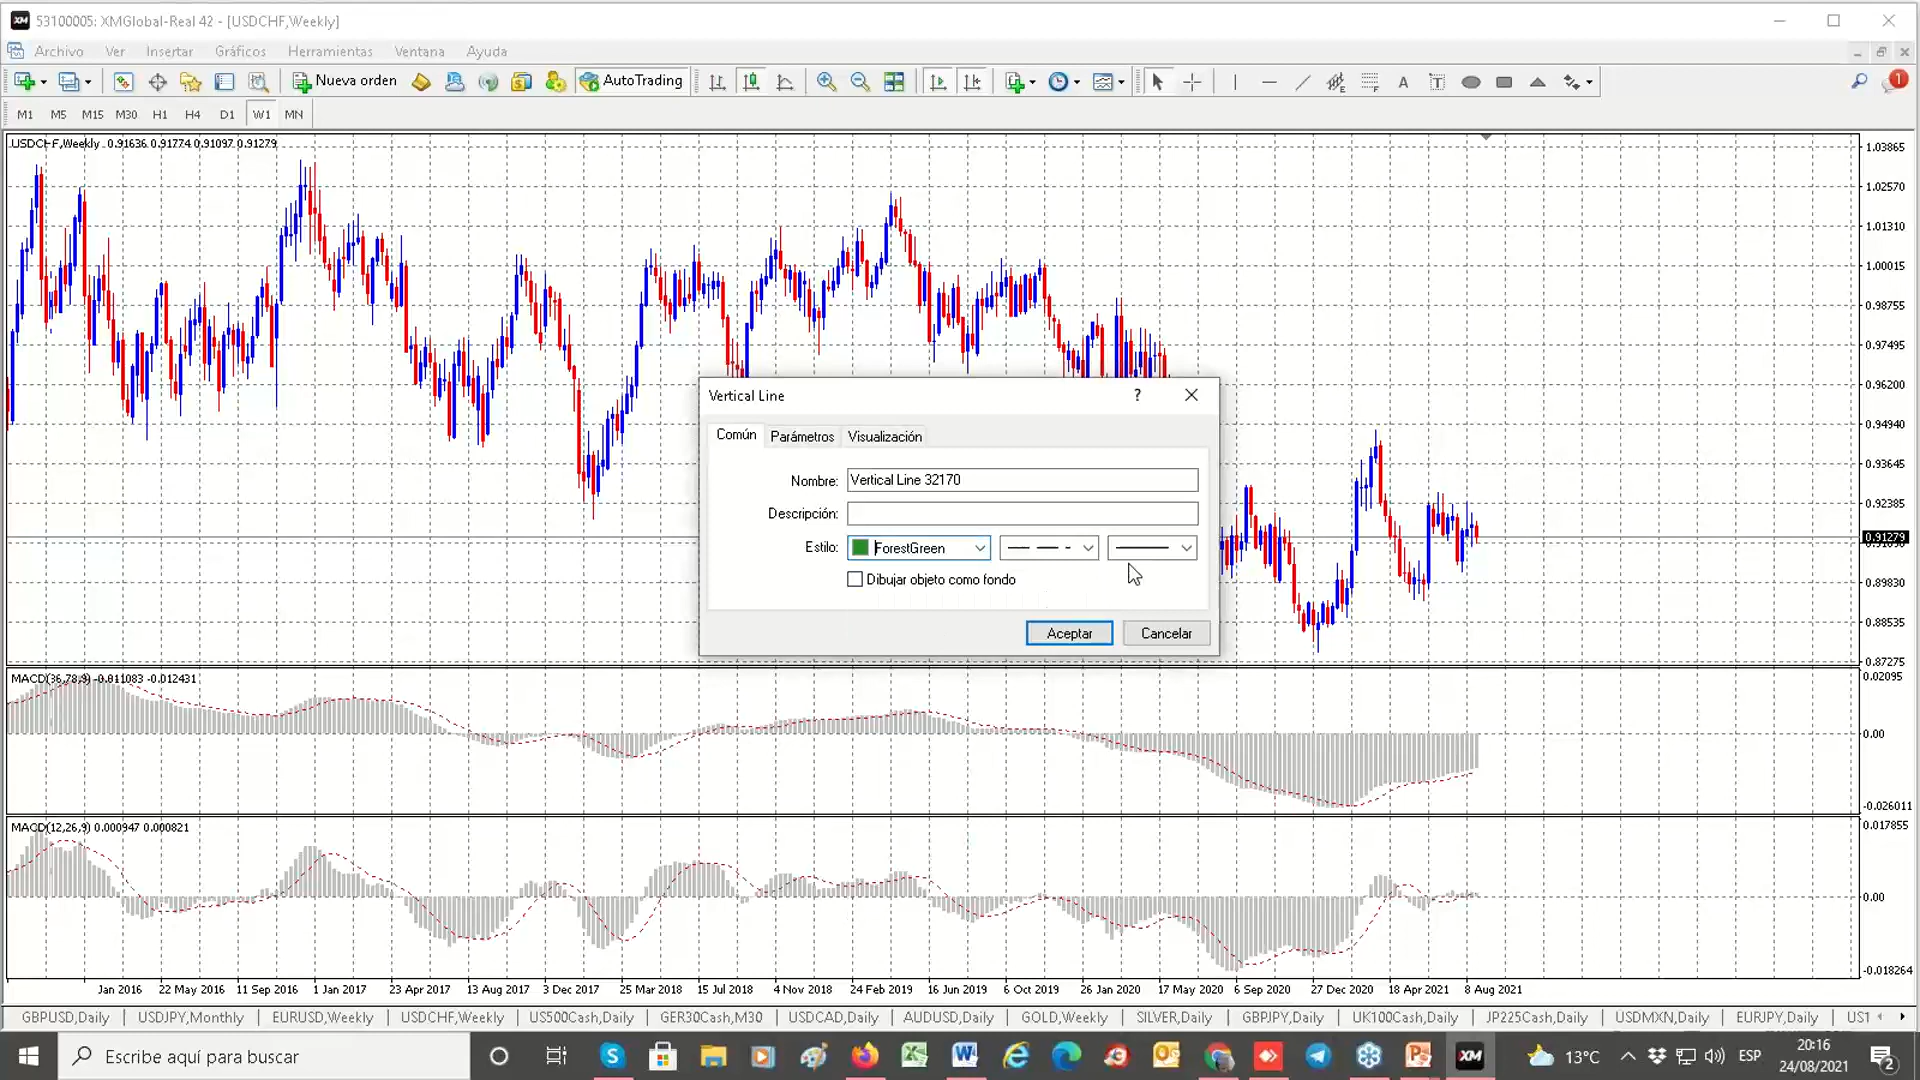 53100005: XMGlobal-Real 42 - [USDCHF,Weekly]
Archivo Ver Insertar Gráficos Herramientas Ventana Ayuda
Nueva orden AutoTrading 1
M1 M5 M15 M30 H1 H4 D1 W1 MN
USDCHF,Weekly 0.91636 0.91774 0.91097 0.91279
1.03865
1.02570
1.01310
1.00015
0.98755
0.97495
0.96200
0.94940
0.93645
0.92385
0.91279
0.89830
0.88535
0.87275
Vertical Line ?
Común Parámetros Visualización
Nombre: Vertical Line 32170
Descripción:
Estilo: ForestGreen
Dibujar objeto como fondo
Aceptar Cancelar
MACD(36,78,9) -0.011083 -0.012431
0.02095
0.00
-0.026011
MACD(12,26,9) 0.000947 0.000821
0.017855
0.00
-0.018264
Jan 2016 22 May 2016 11 Sep 2016 1 Jan 2017 23 Apr 2017 13 Aug 2017 3 Dec 2017 25 Mar 2018 15 Jul 2018 4 Nov 2018 24 Feb 2019 16 Jun 2019 6 Oct 2019 26 Jan 2020 17 May 2020 6 Sep 2020 27 Dec 2020 18 Apr 2021 8 Aug 2021
GBPUSD,Daily USDJPY,Monthly EURUSD,Weekly USDCHF,Weekly US500Cash,Daily GER30Cash,M30 USDCAD,Daily AUDUSD,Daily GOLD,Weekly SILVER,Daily GBPJPY,Daily UK100Cash,Daily JP225Cash,Daily USDMXN,Daily EURJPY,Daily US1
Escribe aquí para buscar
XM
13°C ESP
20:16
24/08/2021
2